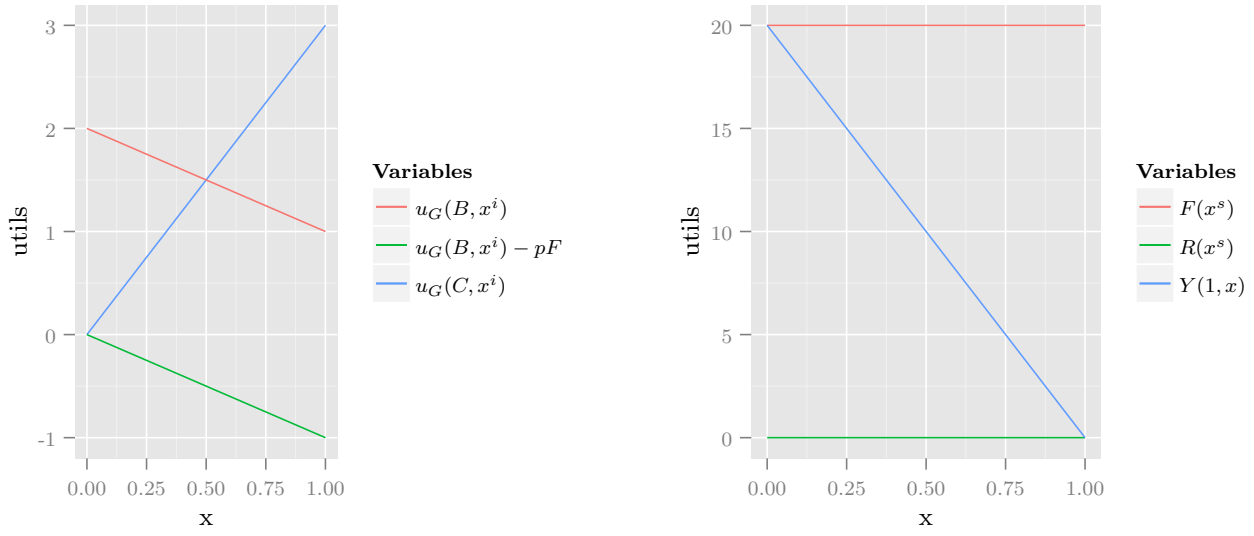 3
2
1
0
-1
utils
0.00 0.25 0.50 0.75 1.00
x
Variables
u_G(B, x^i)
u_G(B, x^i) − pF
u_G(C, x^i)
20
15
10
5
0
utils
0.00 0.25 0.50 0.75 1.00
x
Variables
F(x^s)
R(x^s)
Y(1, x)